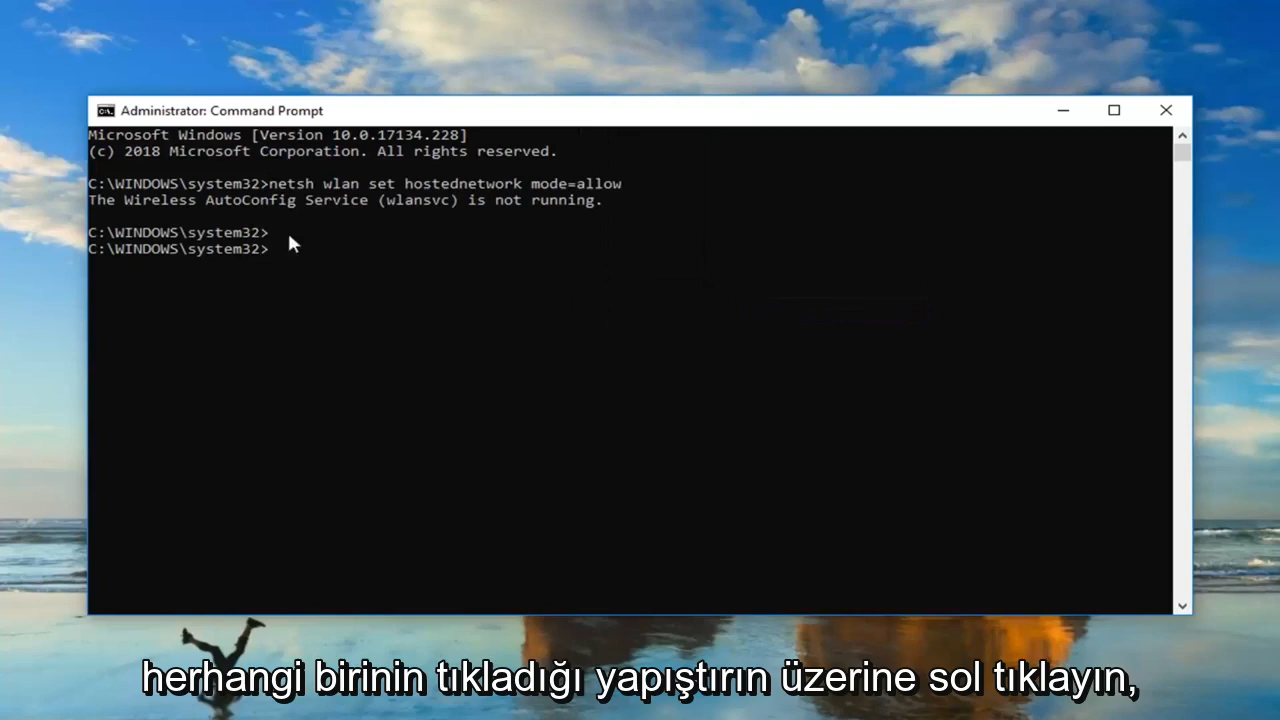 Administrator: Command Prompt
Microsoft Windows [Version 10.0.17134.228]
(c) 2018 Microsoft Corporation. All rights reserved.
C:\WINDOWS\system32>netsh wlan set hostednetwork mode=allow
The Wireless AutoConfig Service (wlansvc) is not running.
C:\WINDOWS\system32>
C:\WINDOWS\system32>
herhangi birinin tıkladığı yapıştırın üzerine sol tıklayın,